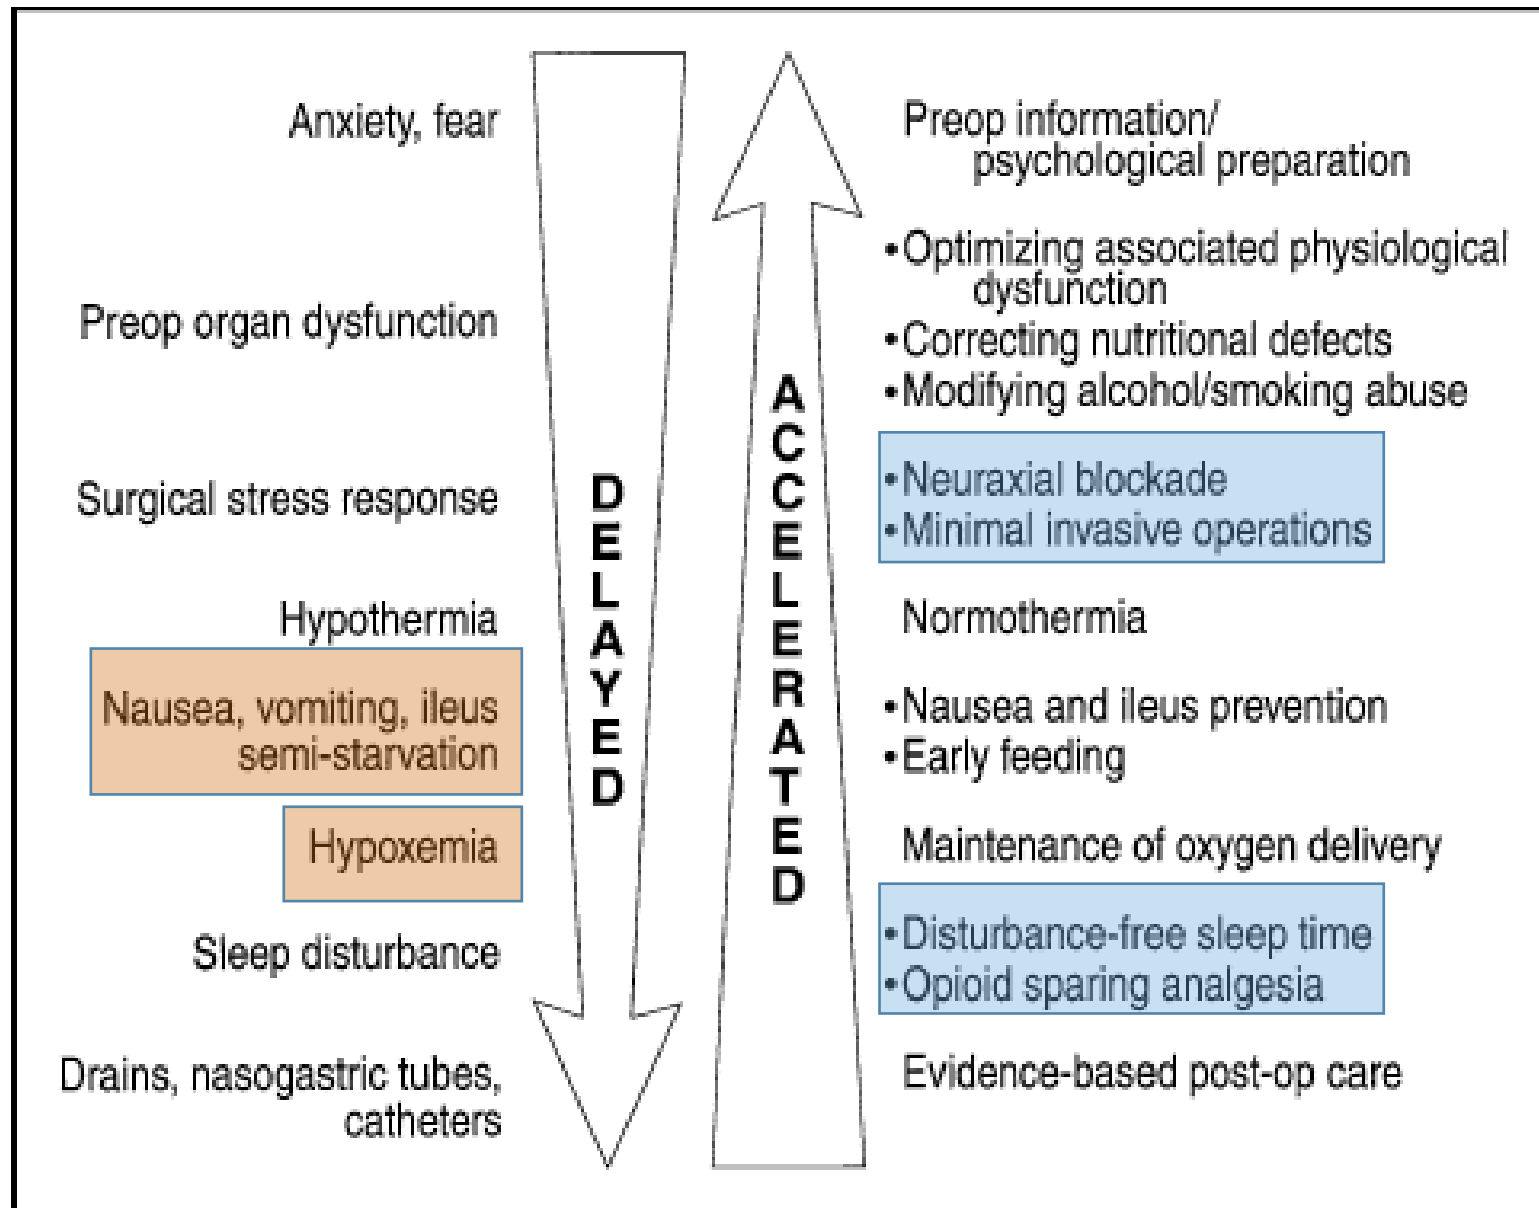 Anxiety, fear
Preop organ dysfunction
Surgical stress response
Hypothermia
Nausea, vomiting, ileus
semi-starvation
Hypoxemia
Sleep disturbance
Drains, nasogastric tubes,
catheters
DELAYED
ACCELERATED
Preop information/
psychological preparation
•Optimizing associated physiological
dysfunction
•Correcting nutritional defects
•Modifying alcohol/smoking abuse
•Neuraxial blockade
•Minimal invasive operations
Normothermia
•Nausea and ileus prevention
•Early feeding
Maintenance of oxygen delivery
•Disturbance-free sleep time
•Opioid sparing analgesia
Evidence-based post-op care